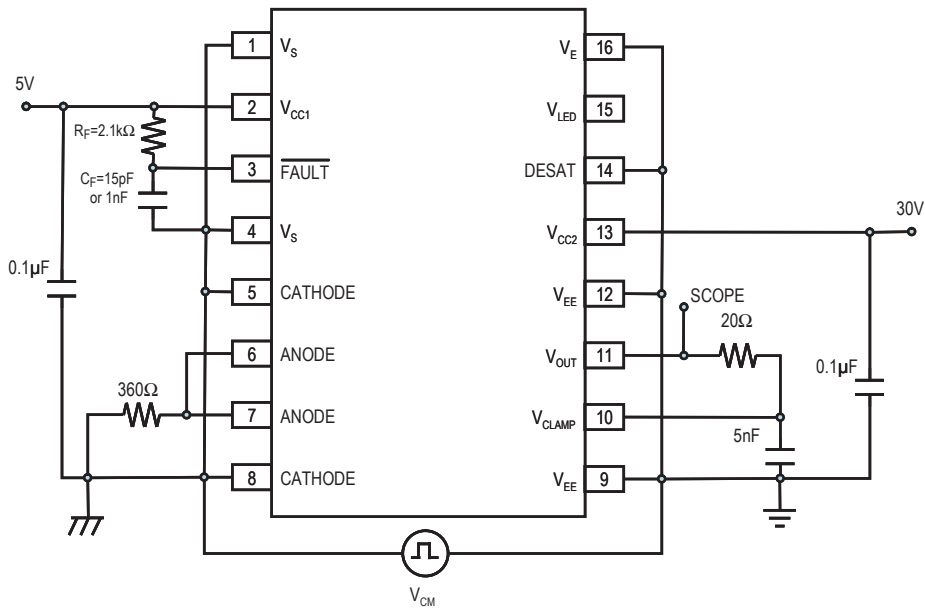 1 V_S V_E 16
5V
2 V_CC1 V_LED 15
R_F=2.1kΩ
3 FAULT DESAT 14
C_F=15pF
or 1nF
30V
4 V_S V_CC2 13
0.1µF
5 CATHODE V_EE 12
SCOPE
20Ω
6 ANODE V_OUT 11
0.1µF
360Ω
7 ANODE V_CLAMP 10
5nF
8 CATHODE V_EE 9
V_CM